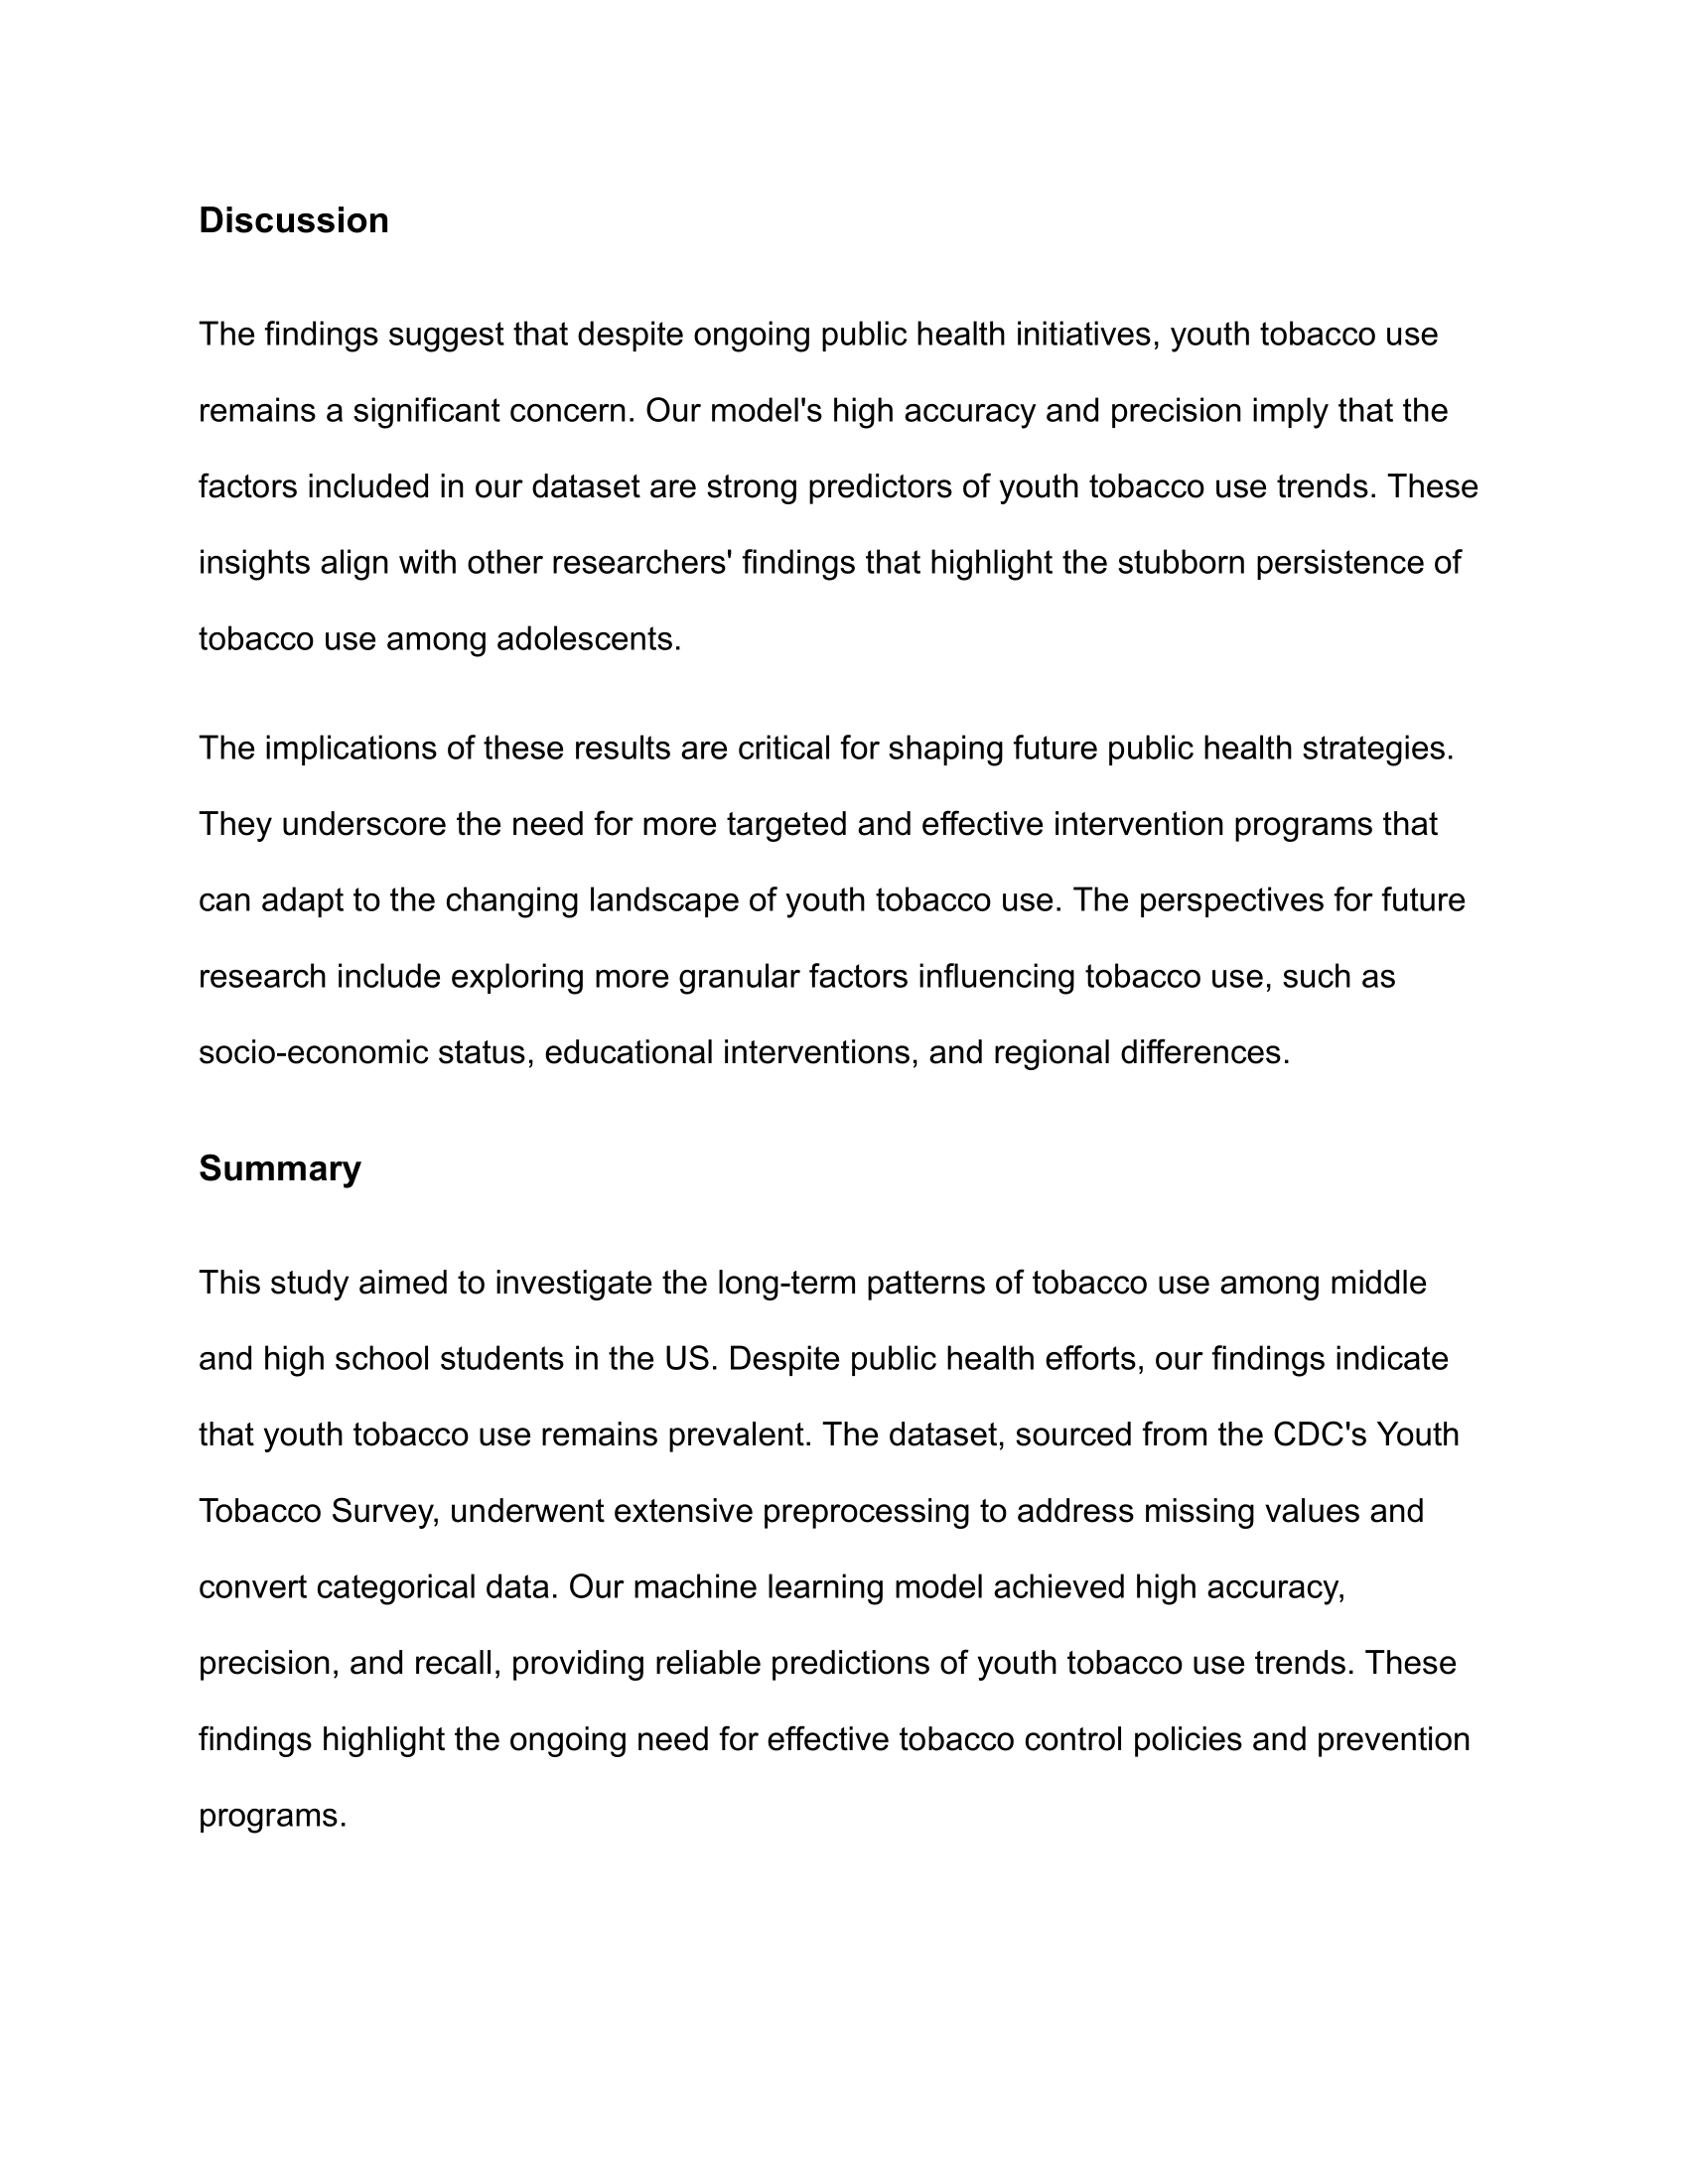 Discussion
The findings suggest that despite ongoing public health initiatives, youth tobacco use
remains a significant concern. Our model's high accuracy and precision imply that the
factors included in our dataset are strong predictors of youth tobacco use trends. These
insights align with other researchers' findings that highlight the stubborn persistence of
tobacco use among adolescents.
The implications of these results are critical for shaping future public health strategies.
They underscore the need for more targeted and effective intervention programs that
can adapt to the changing landscape of youth tobacco use. The perspectives for future
research include exploring more granular factors influencing tobacco use, such as
socio-economic status, educational interventions, and regional differences.
Summary
This study aimed to investigate the long-term patterns of tobacco use among middle
and high school students in the US. Despite public health efforts, our findings indicate
that youth tobacco use remains prevalent. The dataset, sourced from the CDC's Youth
Tobacco Survey, underwent extensive preprocessing to address missing values and
convert categorical data. Our machine learning model achieved high accuracy,
precision, and recall, providing reliable predictions of youth tobacco use trends. These
findings highlight the ongoing need for effective tobacco control policies and prevention
programs.